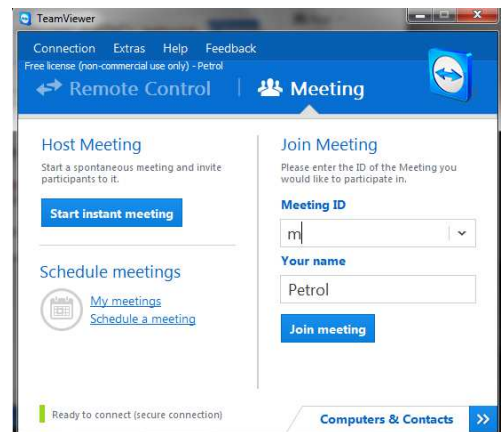 TeamViewer
Connection Extras Help Feedback
Free license (non-commercial use only) - Petrol
Remote Control
Meeting
Host Meeting
Start a spontaneous meeting and invite
participants to it.
Start instant meeting
Schedule meetings
My meetings
Schedule a meeting
Join Meeting
Please enter the ID of the Meeting you
would like to participate in.
Meeting ID
m
Your name
Petrol
Join meeting
Ready to connect (secure connection)
Computers & Contacts